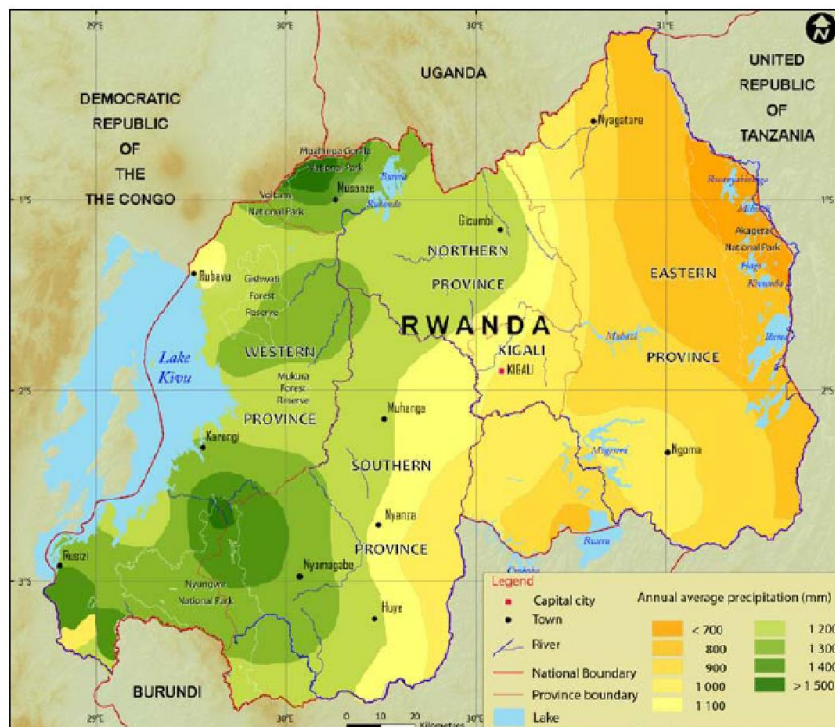 29°E
30°E
30°E
31°E
N
UGANDA
UNITED
REPUBLIC
OF
TANZANIA
DEMOCRATIC
REPUBLIC
OF
THE
THE CONGO
Nyagatare
National Park
Musanze
National Park
1°S
1°S
Gicumbi
NORTHERN
PROVINCE
Akagera
National Park
EASTERN
Rubavu
Gishwati
Forest
Reserve
RWANDA
WESTERN
Lake
Kivu
KIGALI
KIGALI
PROVINCE
Mukura
Forest
Reserve
2°S
2°S
PROVINCE
Muhanga
Karongi
SOUTHERN
Ngoma
Nyanza
PROVINCE
Rusizi
2°S
Nyungwe
National Park
Nyamagabe
Huye
BURUNDI
29°E
30°E
Legend
Capital city
Town
River
National Boundary
Province boundary
Lake
0 10 20
Kilometers
Annual average precipitation (mm)
< 700
800
900
1 000
1 100
1 200
1 300
1 400
> 1 500